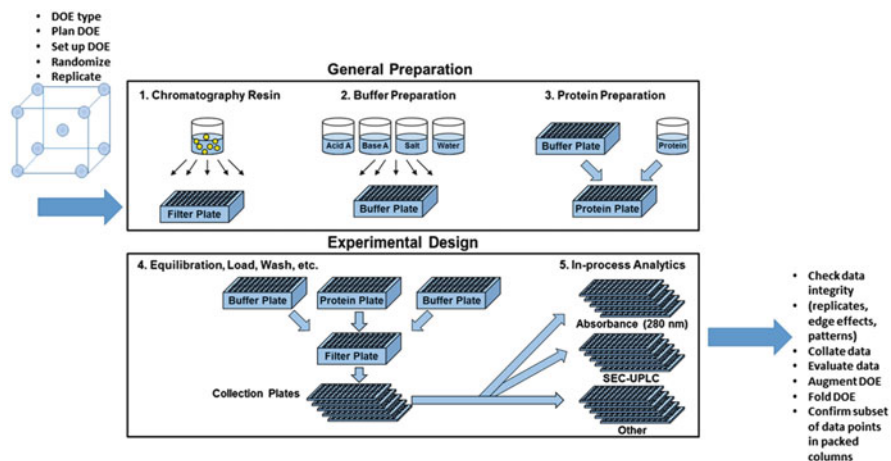 • DOE type
• Plan DOE
• Set up DOE
• Randomize
• Replicate
General Preparation
1. Chromatography Resin
2. Buffer Preparation
3. Protein Preparation
Acid A
Base A
Salt
Water
Buffer Plate
Protein
Filter Plate
Buffer Plate
Protein Plate
Experimental Design
4. Equilibration, Load, Wash, etc.
5. In-process Analytics
Buffer Plate
Protein Plate
Buffer Plate
Filter Plate
Collection Plates
Absorbance (280 nm)
SEC-UPLC
Other
• Check data
integrity
• (replicates,
edge effects,
patterns)
• Collate data
• Evaluate data
• Augment DOE
• Fold DOE
• Confirm subset
of data points
in packed
columns